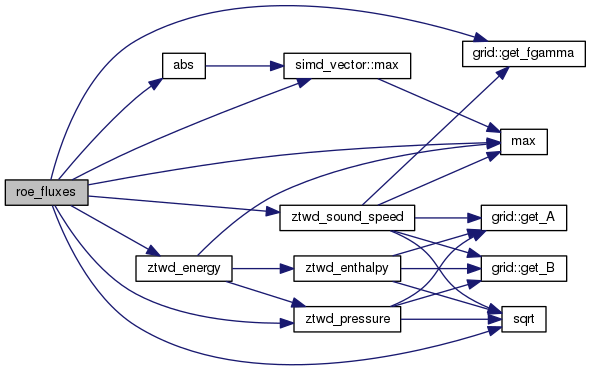 grid::get_fgamma
abs
simd_vector::max
max
roe_fluxes
ztwd_sound_speed
grid::get_A
ztwd_energy
ztwd_enthalpy
grid::get_B
ztwd_pressure
sqrt